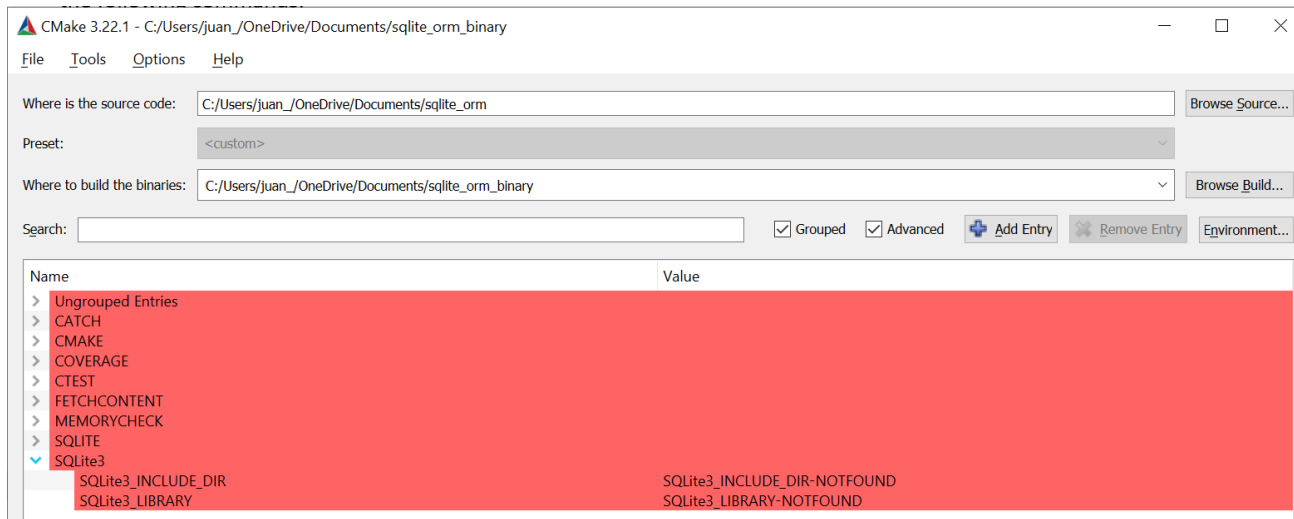 the following commands:
CMake 3.22.1 - C:/Users/juan_/OneDrive/Documents/sqlite_orm_binary
File Tools Options Help
Where is the source code: C:/Users/juan_/OneDrive/Documents/sqlite_orm Browse Source...
Preset: <custom>
Where to build the binaries: C:/Users/juan_/OneDrive/Documents/sqlite_orm_binary Browse Build...
Search: Grouped Advanced Add Entry Remove Entry Environment...
Name Value
Ungrouped Entries
CATCH
CMAKE
COVERAGE
CTEST
FETCHCONTENT
MEMORYCHECK
SQLITE
SQLite3
SQLite3_INCLUDE_DIR SQLite3_INCLUDE_DIR-NOTFOUND
SQLite3_LIBRARY SQLite3_LIBRARY-NOTFOUND